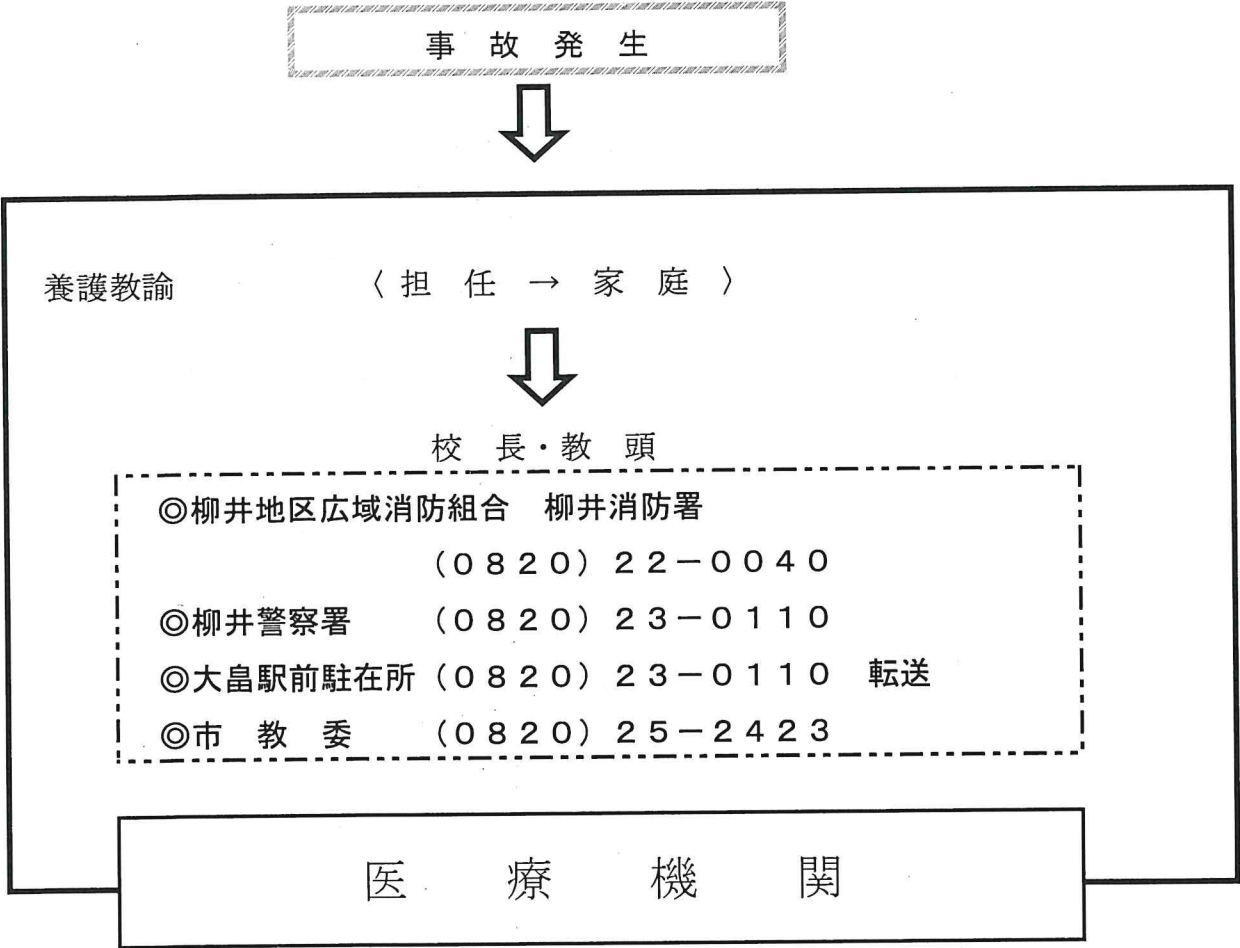 事故発生
養護教諭　〈担任→家庭〉
校長・教頭
◎柳井地区広域消防組合　柳井消防署
（０８２０）２２－００４０
◎柳井警察署　（０８２０）２３－０１１０
◎大畠駅前駐在所（０８２０）２３－０１１０　転送
◎市教委　（０８２０）２５－２４２３
医療機関